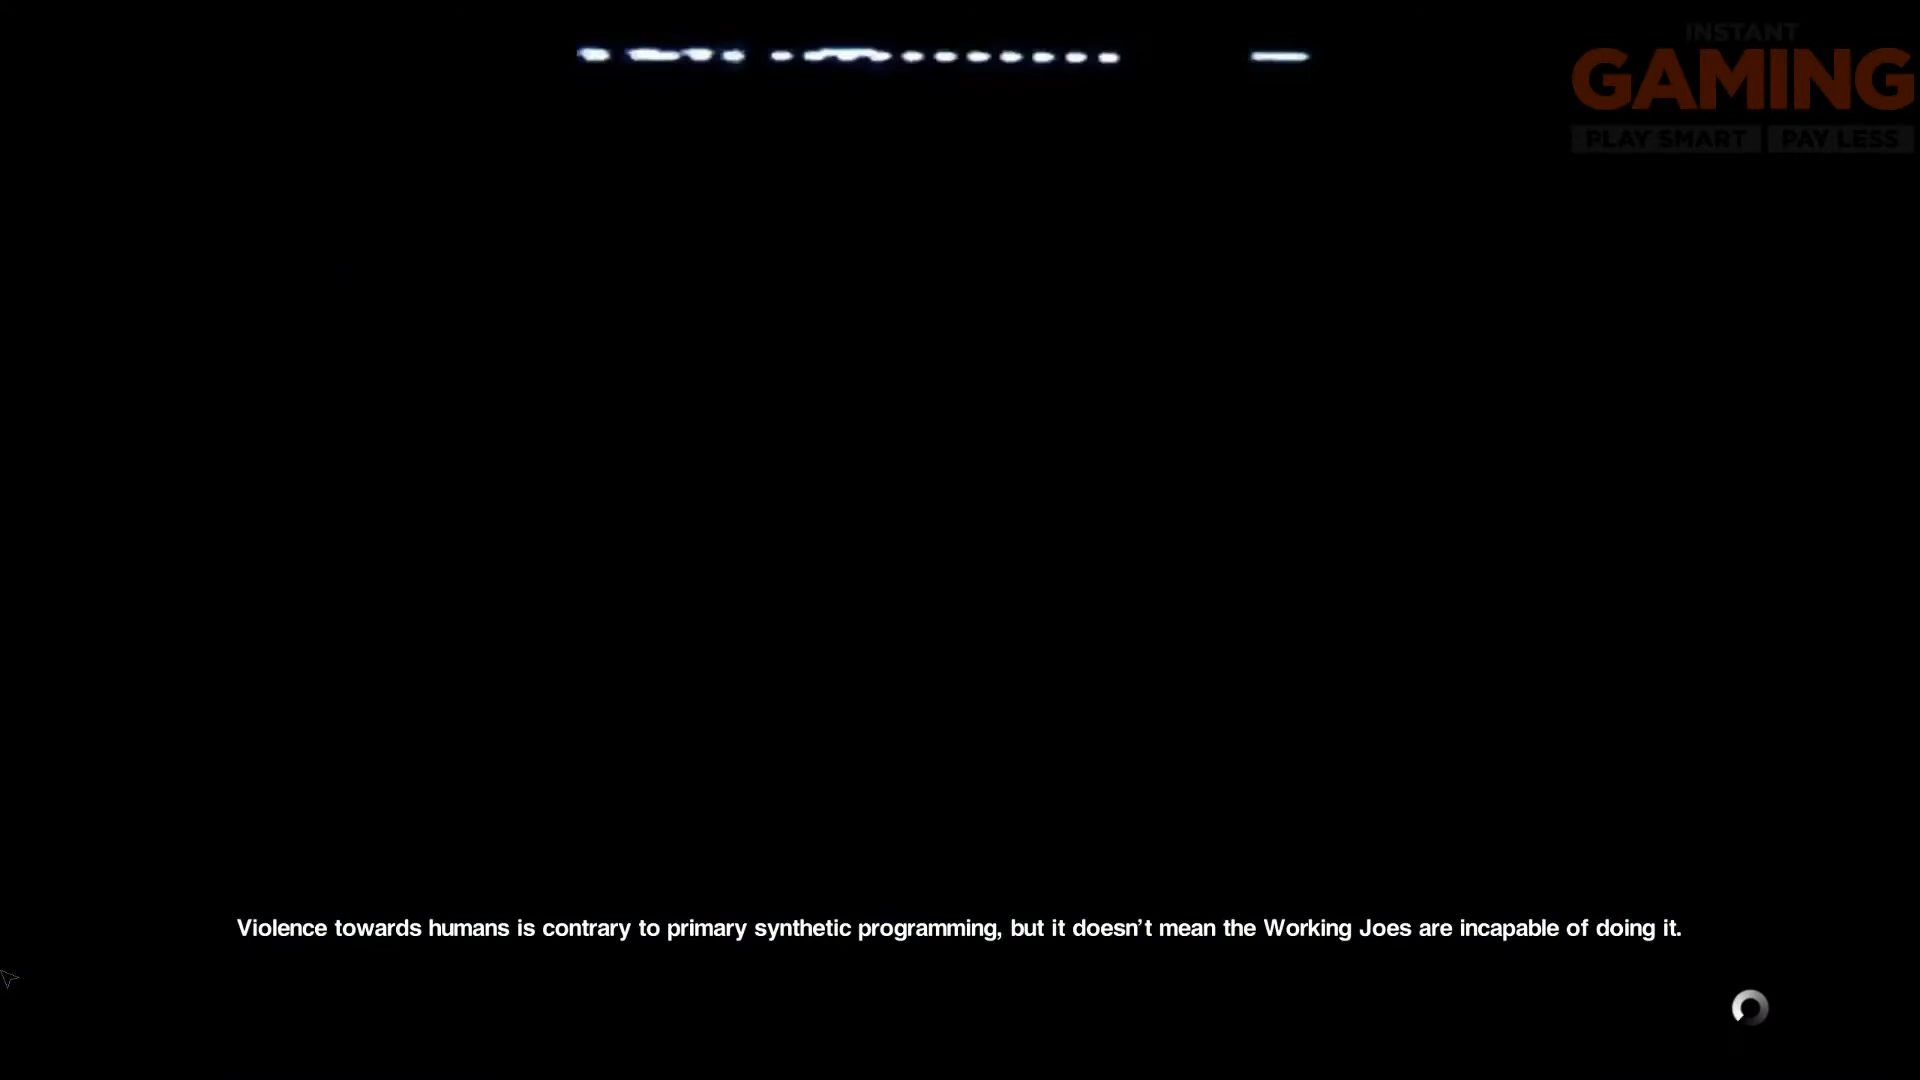 INSTANT
GAMING
PLAY SMART PAY LESS
Violence towards humans is contrary to primary synthetic programming, but it doesn’t mean the Working Joes are incapable of doing it.